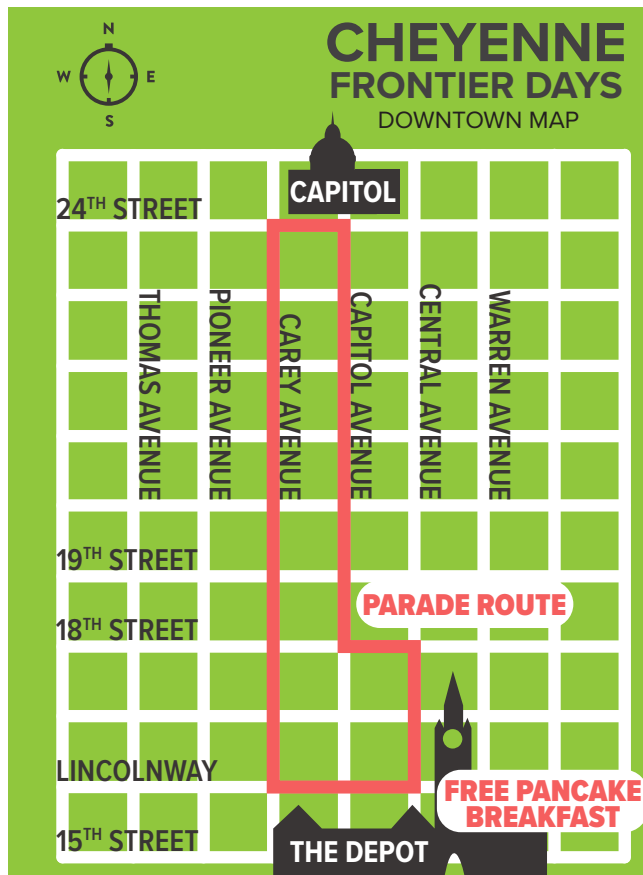 N
W E
S
CHEYENNE
FRONTIER DAYS
DOWNTOWN MAP
CAPITOL
24TH STREET
THOMAS AVENUE
PIONEER AVENUE
CAREY AVENUE
CAPITOL AVENUE
CENTRAL AVENUE
WARREN AVENUE
19TH STREET
PARADE ROUTE
18TH STREET
LINCOLNWAY
FREE PANCAKE
BREAKFAST
15TH STREET
THE DEPOT